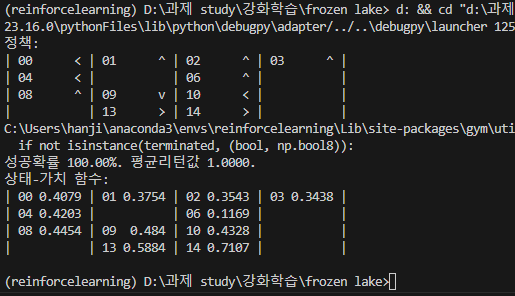 (reinforcelearning) D:\과제 study\강화학습\frozen lake> d: && cd "d:\과제
23.16.0\pythonFiles\lib\python\debugpy\adapter/../..\debugpy\launcher 125
정책:
| 00 < | 01 ^ | 02 ^ | 03 ^ |
| 04 < | | 06 ^ | |
| 08 ^ | 09 v | 10 < | |
| | 13 > | 14 > | |
C:\Users\hanji\anaconda3\envs\reinforcelearning\Lib\site-packages\gym\uti
if not isinstance(terminated, (bool, np.bool8)):
성공확률 100.00%. 평균리턴값 1.0000.
상태-가치 함수:
| 00 0.4079 | 01 0.3754 | 02 0.3543 | 03 0.3438 |
| 04 0.4203 | | 06 0.1169 | |
| 08 0.4454 | 09 0.484 | 10 0.4328 | |
| | 13 0.5884 | 14 0.7107 | |
(reinforcelearning) D:\과제 study\강화학습\frozen lake>